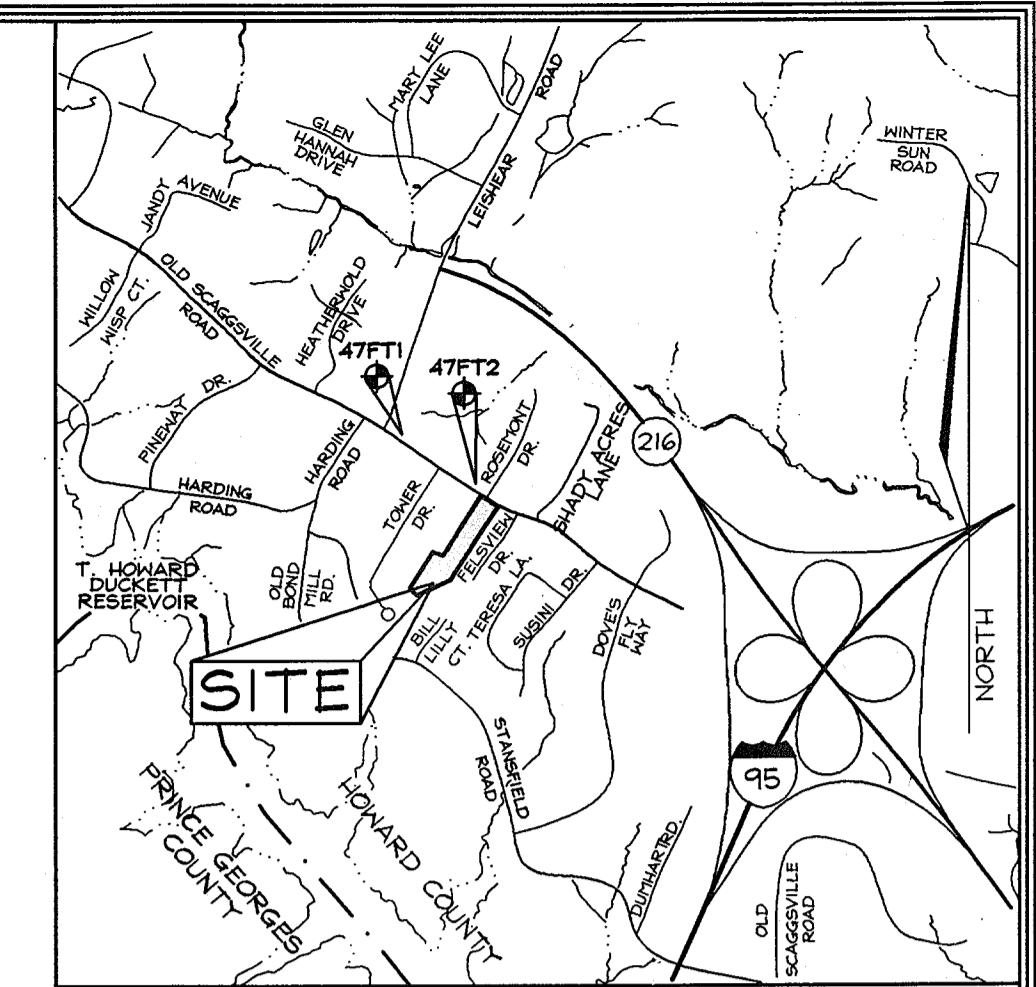 MARY LEE
LANE
ROAD
GLEN
HANNAH
DRIVE
LEISHEAR
WINTER
SUN
ROAD
JANDY
AVENUE
WILLOW
WISP CT.
OLD SCAGGSVILLE
ROAD
HEATHERWOLD
DRIVE
47FT1
47FT2
PINEWAY
DR.
HARDING
ROAD
HARDING
ROAD
TOWER
DR.
ROSEMONT
DR.
SHADY ACRES
LANE
216
FELSVIEW
DR.
T. HOWARD
DUCKETT
RESERVOIR
OLD
BOND
MILL
RD.
BILL
LILLY
CT.
TERESA LA.
SUSINI
DR.
DOVE'S
FLY
WAY
NORTH
SITE
STANSFIELD
ROAD
95
PRINCE GEORGES
COUNTY
HOWARD COUNTY
DUMHART RD.
OLD
SCAGGSVILLE
ROAD